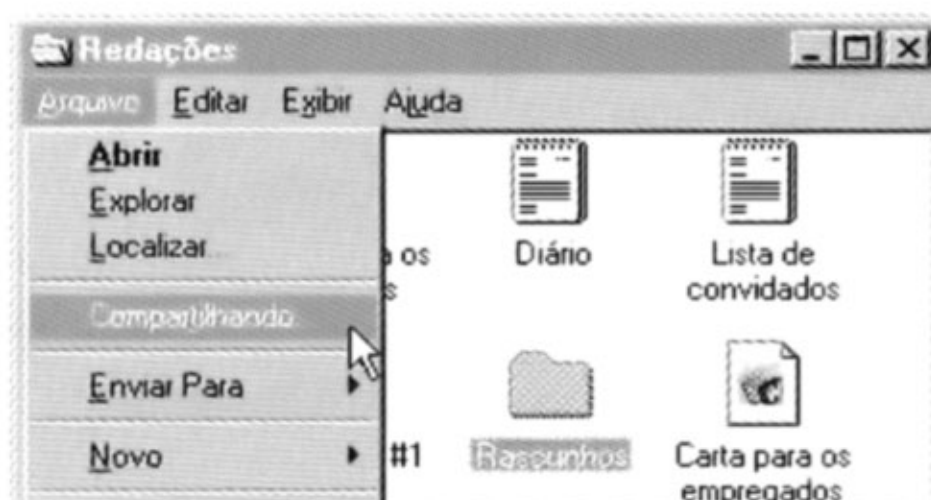 Redações
Arquivo Editar Exibir Ajuda
Abrir
Explorar
Localizar...
Compartilhando...
Enviar Para
Novo
a os
s
Diário
Lista de
convidados
#1
Rascunhos
Carta para os
empregados